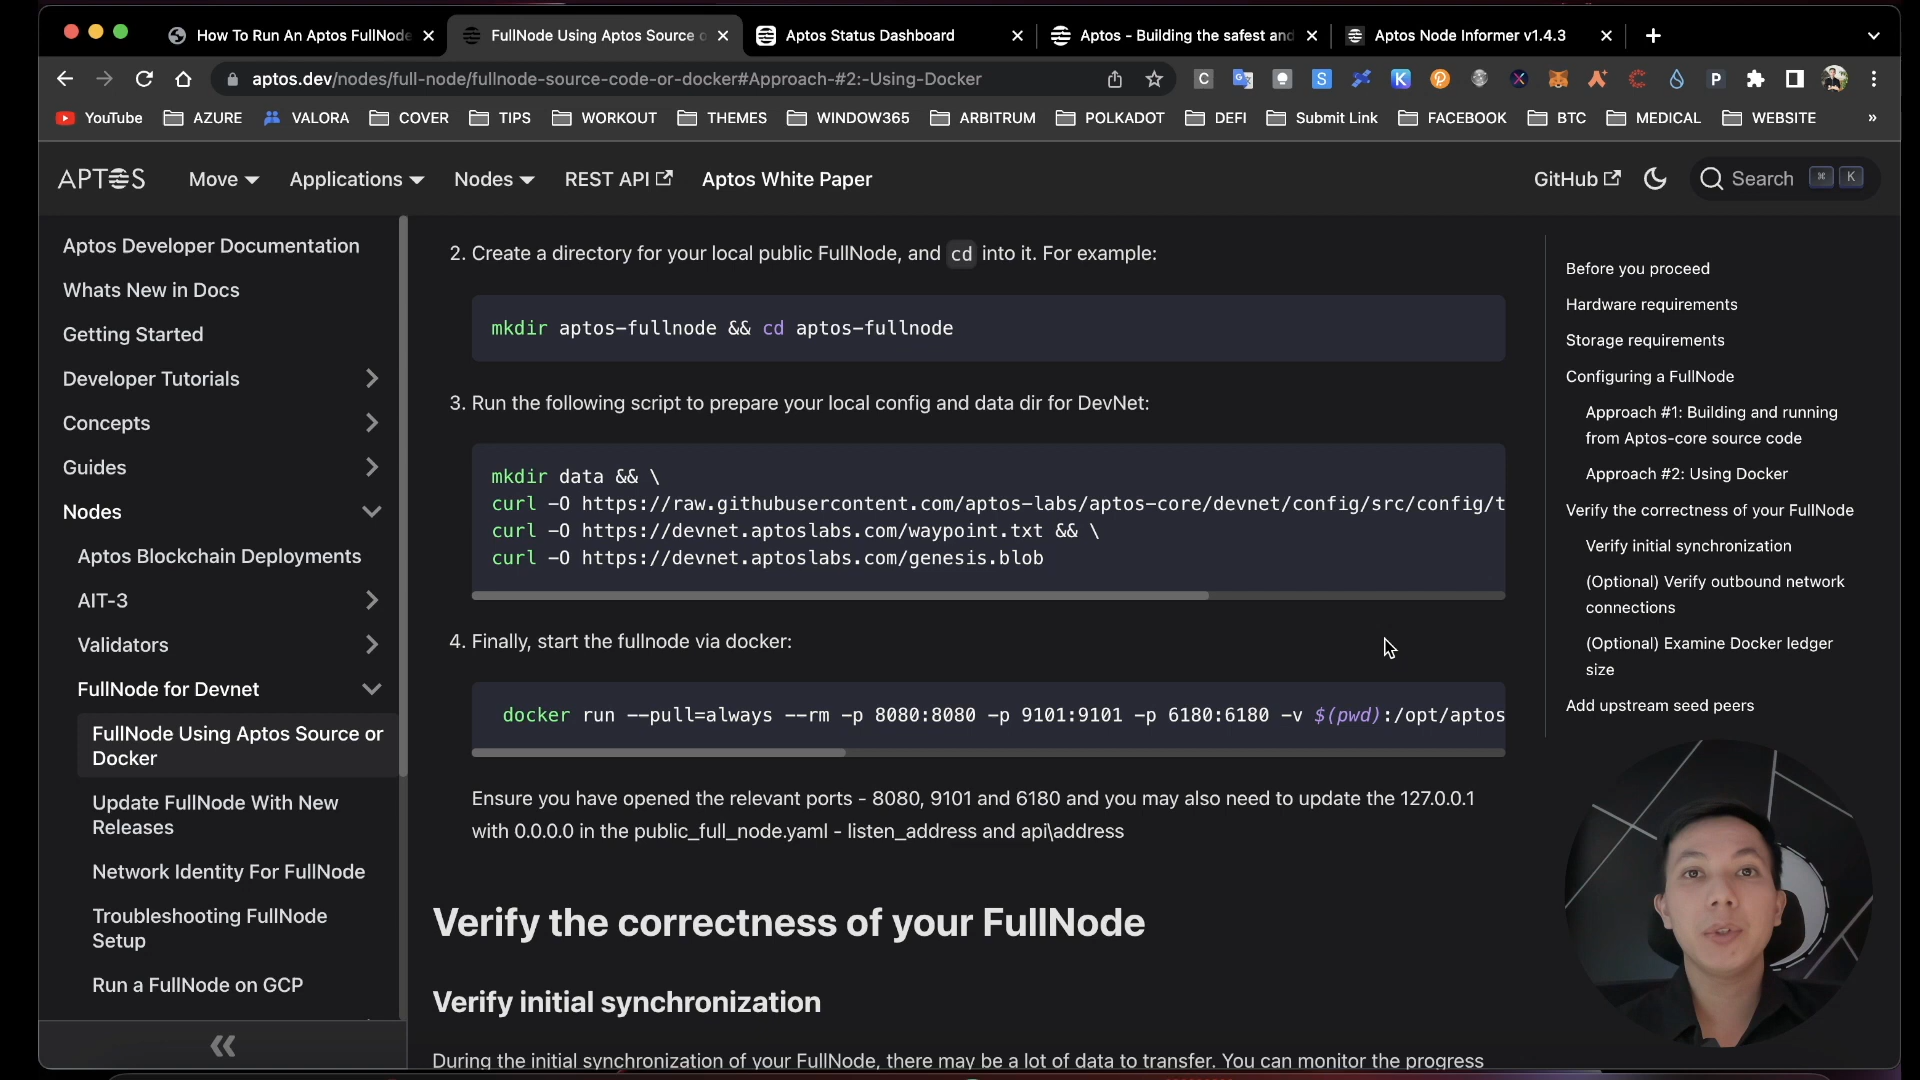 How To Run An Aptos FullNode
FullNode Using Aptos Source o
Aptos Status Dashboard
Aptos - Building the safest and
Aptos Node Informer v1.4.3
aptos.dev/nodes/full-node/fullnode-source-code-or-docker#Approach-#2:-Using-Docker
YouTube
AZURE
VALORA
COVER
TIPS
WORKOUT
THEMES
WINDOW365
ARBITRUM
POLKADOT
DEFI
Submit Link
FACEBOOK
BTC
MEDICAL
WEBSITE
»
APTOS
Move
Applications
Nodes
REST API
Aptos White Paper
GitHub
Search
⌘ K
Aptos Developer Documentation
Whats New in Docs
Getting Started
Developer Tutorials
Concepts
Guides
Nodes
Aptos Blockchain Deployments
AIT-3
Validators
FullNode for Devnet
FullNode Using Aptos Source or
Docker
Update FullNode With New
Releases
Network Identity For FullNode
Troubleshooting FullNode
Setup
Run a FullNode on GCP
2. Create a directory for your local public FullNode, and cd into it. For example:
mkdir aptos-fullnode && cd aptos-fullnode
3. Run the following script to prepare your local config and data dir for DevNet:
mkdir data && \
curl -O https://raw.githubusercontent.com/aptos-labs/aptos-core/devnet/config/src/config/t
curl -O https://devnet.aptoslabs.com/waypoint.txt && \
curl -O https://devnet.aptoslabs.com/genesis.blob
4. Finally, start the fullnode via docker:
docker run --pull=always --rm -p 8080:8080 -p 9101:9101 -p 6180:6180 -v $(pwd):/opt/aptos
Ensure you have opened the relevant ports - 8080, 9101 and 6180 and you may also need to update the 127.0.0.1
with 0.0.0.0 in the public_full_node.yaml - listen_address and api\address
Verify the correctness of your FullNode
Verify initial synchronization
During the initial synchronization of your FullNode, there may be a lot of data to transfer. You can monitor the progress
Before you proceed
Hardware requirements
Storage requirements
Configuring a FullNode
Approach #1: Building and running
from Aptos-core source code
Approach #2: Using Docker
Verify the correctness of your FullNode
Verify initial synchronization
(Optional) Verify outbound network
connections
(Optional) Examine Docker ledger
size
Add upstream seed peers